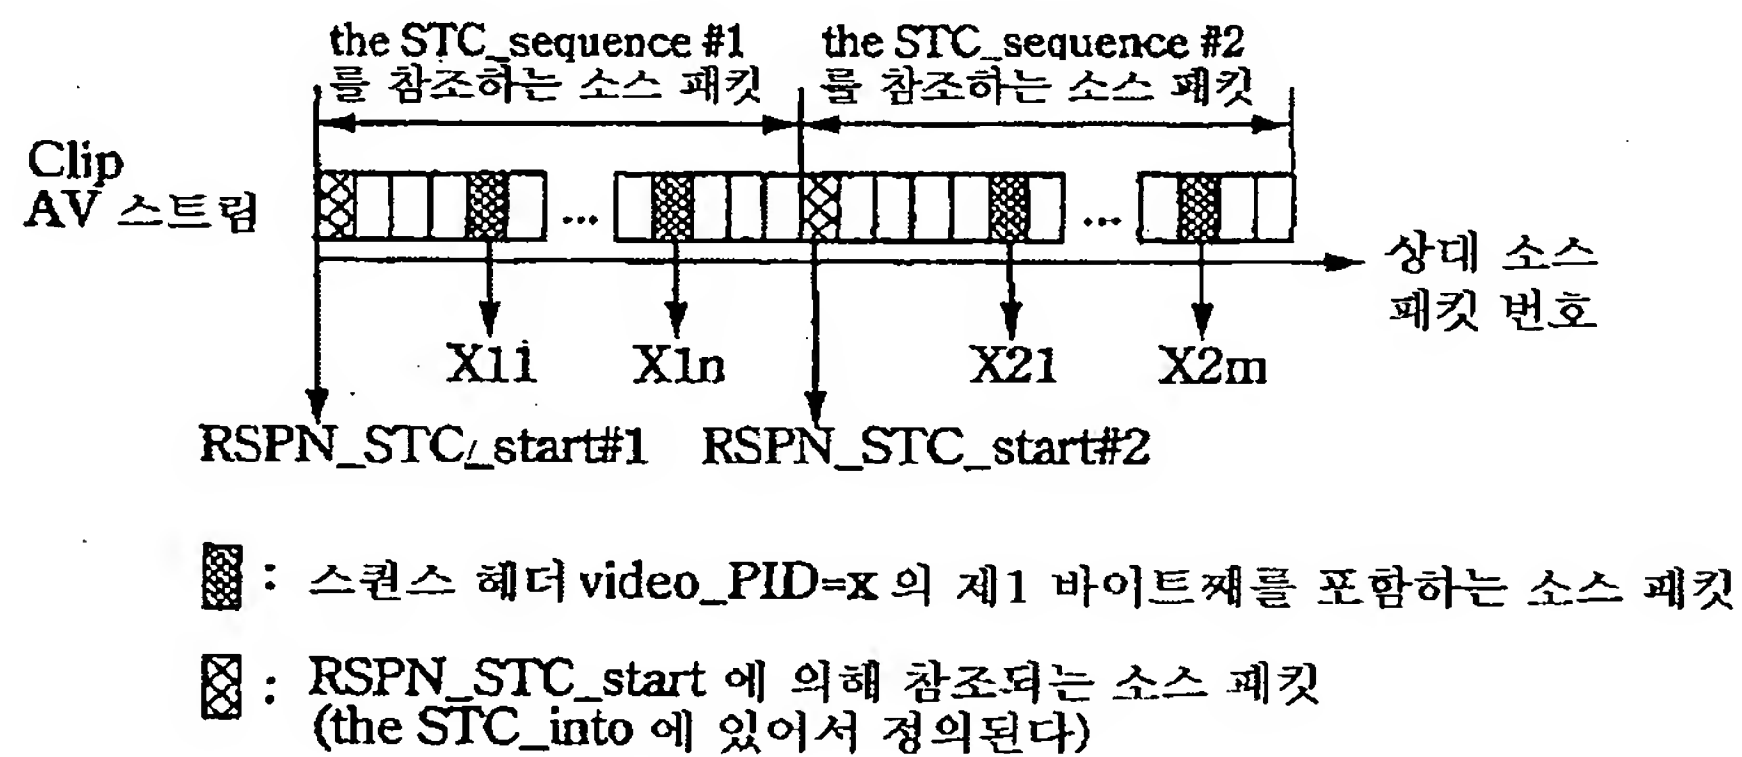 the STC_sequence #1
를 참조하는 소스 패킷
the STC_sequence #2
를 참조하는 소스 패킷
Clip
AV 스트림
...
...
상대 소스
패킷 번호
X11
X1n
X21
X2m
RSPN_STC_start#1
RSPN_STC_start#2
: 스퀀스 헤더 video_PID=x 의 제1 바이트째를 포함하는 소스 패킷
: RSPN_STC_start 에 의해 참조되는 소스 패킷
(the STC_into 에 있어서 정의된다)